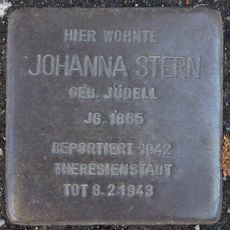 HIER WOHNTE
JOHANNA STERN
GEB. JÜDELL
JG. 1865
DEPORTIERT 1942
THERESIENSTADT
TOT 8.2.1943